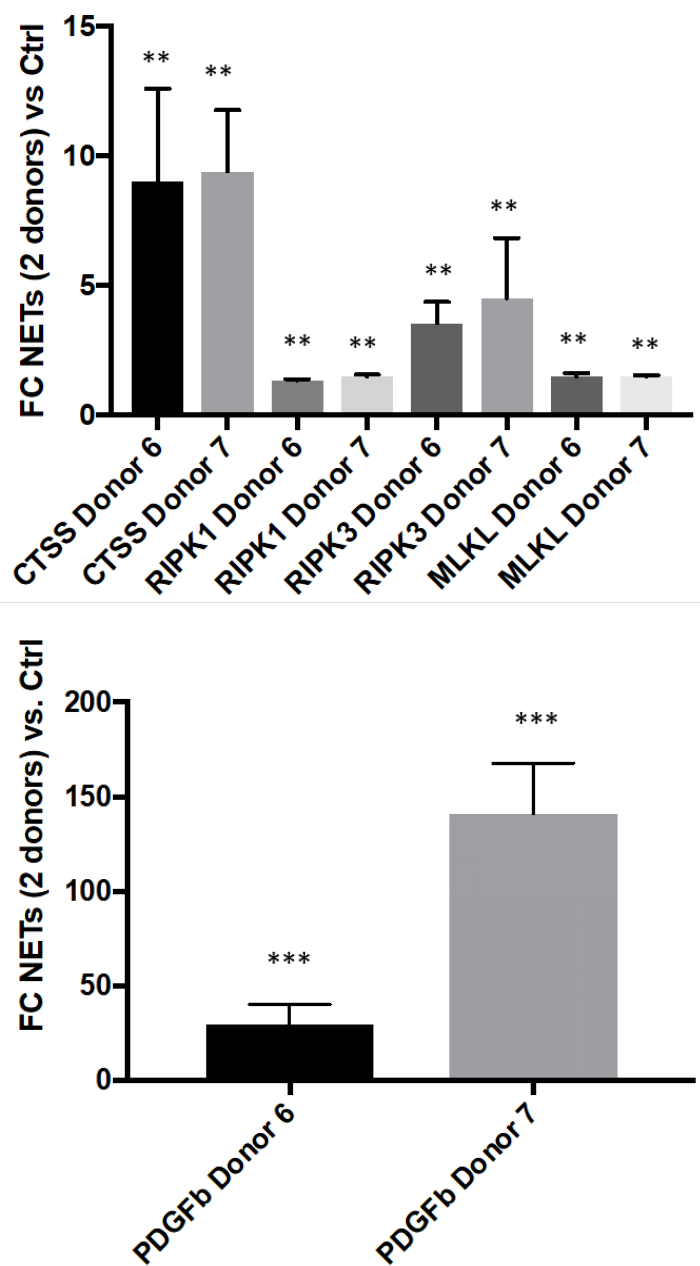 FC NETs (2 donors) vs Ctrl
15
10
5
0
**
**
**
**
**
**
**
**
CTSS Donor 6
CTSS Donor 7
RIPK1 Donor 6
RIPK1 Donor 7
RIPK3 Donor 6
RIPK3 Donor 7
MLKL Donor 6
MLKL Donor 7
FC NETs (2 donors) vs. Ctrl
200
150
100
50
0
***
***
PDGFb Donor 6
PDGFb Donor 7